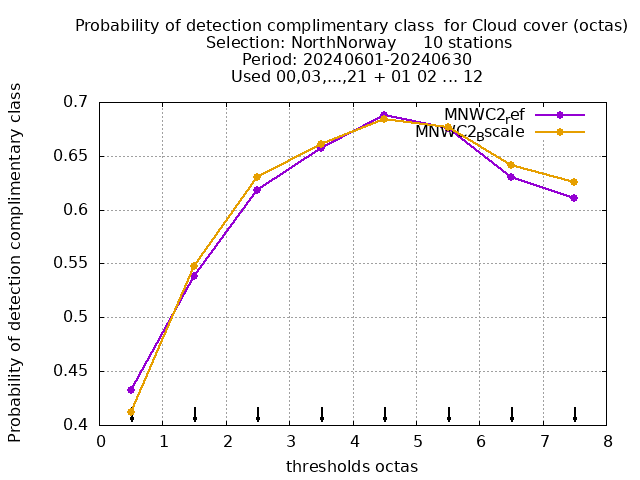 Probability of detection complimentary class  for Cloud cover (octas)
Selection: NorthNorway     10 stations
Period: 20240601-20240630
Used 00,03,...,21 + 01 02 ... 12
Probability of detection complimentary class
0.7
0.65
0.6
0.55
0.5
0.45
0.4
MNWC2ref
MNWC2Bscale
0 1 2 3 4 5 6 7 8
thresholds octas